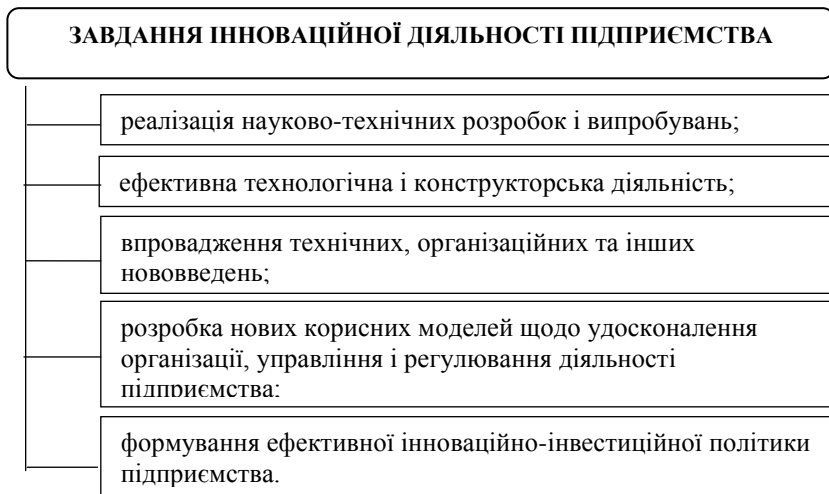 ЗАВДАННЯ ІННОВАЦІЙНОЇ ДІЯЛЬНОСТІ ПІДПРИЄМСТВА
реалізація науково-технічних розробок і випробувань;
ефективна технологічна і конструкторська діяльність;
впровадження технічних, організаційних та інших
нововведень;
розробка нових корисних моделей щодо удосконалення
організації, управління і регулювання діяльності
підприємства;
формування ефективної інноваційно-інвестиційної політики
підприємства.